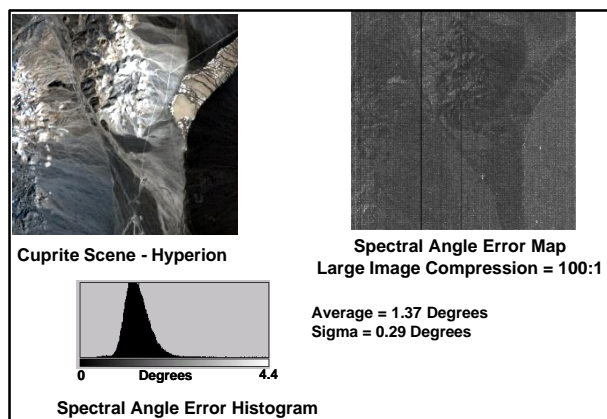 Cuprite Scene - Hyperion
Spectral Angle Error Map
Large Image Compression = 100:1
Average = 1.37 Degrees
Sigma = 0.29 Degrees
0 Degrees 4.4
Spectral Angle Error Histogram